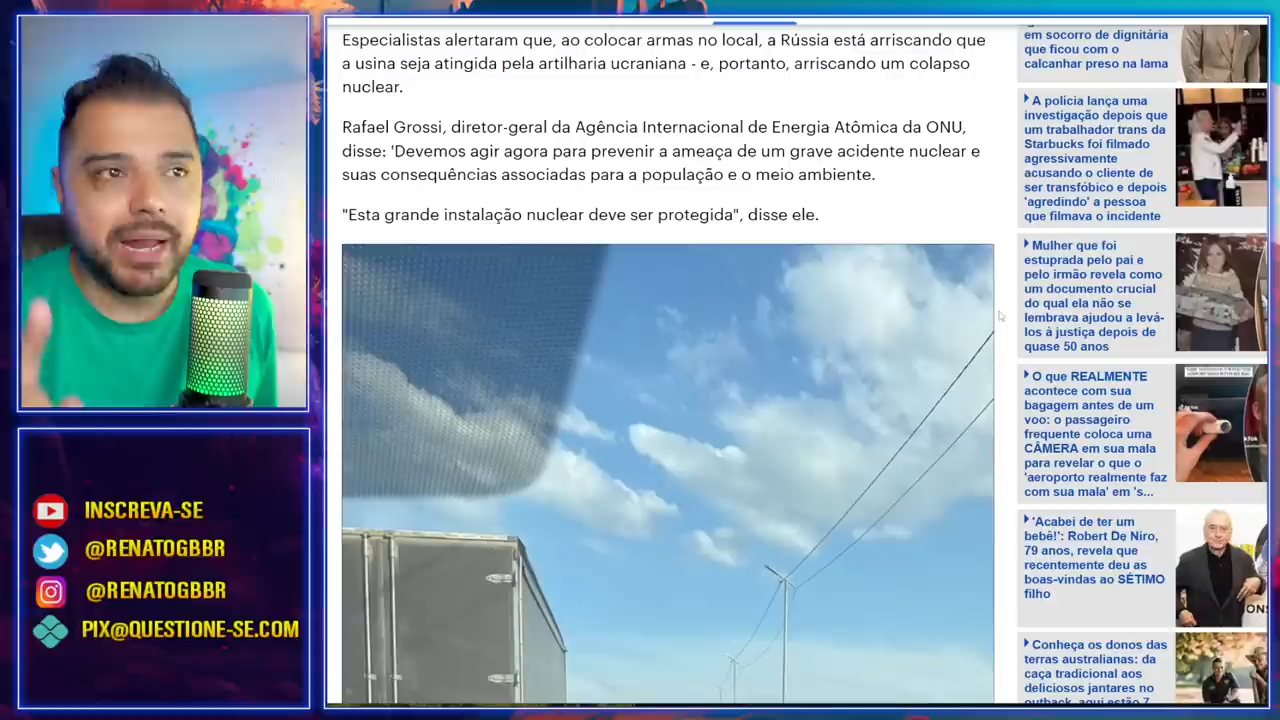 Especialistas alertaram que, ao colocar armas no local, a Rússia está arriscando que
a usina seja atingida pela artilharia ucraniana - e, portanto, arriscando um colapso
nuclear.
Rafael Grossi, diretor-geral da Agência Internacional de Energia Atômica da ONU,
disse: 'Devemos agir agora para prevenir a ameaça de um grave acidente nuclear e
suas consequências associadas para a população e o meio ambiente.
"Esta grande instalação nuclear deve ser protegida", disse ele.
INSCREVA-SE
@RENATOGBBR
@RENATOGBBR
PIX@QUESTIONE-SE.COM
em socorro de dignitária
que ficou com o
calcanhar preso na lama
A polícia lança uma
investigação depois que
um trabalhador trans da
Starbucks foi filmado
agressivamente
acusando o cliente de
ser transfóbico e depois
'agredindo' a pessoa
que filmava o incidente
Mulher que foi
estuprada pelo pai e
pelo irmão revela como
um documento crucial
do qual ela não se
lembrava ajudou a levá-
los à justiça depois de
quase 50 anos
O que REALMENTE
acontece com sua
bagagem antes de um
voo: o passageiro
frequente coloca uma
CÂMERA em sua mala
para revelar o que o
'aeroporto realmente faz
com sua mala' em 's...
'Acabei de ter um
bebê!': Robert De Niro,
79 anos, revela que
recentemente deu as
boas-vindas ao SÉTIMO
filho
Conheça os donos das
terras australianas: da
caça tradicional aos
deliciosos jantares no
outback, aqui estão 7